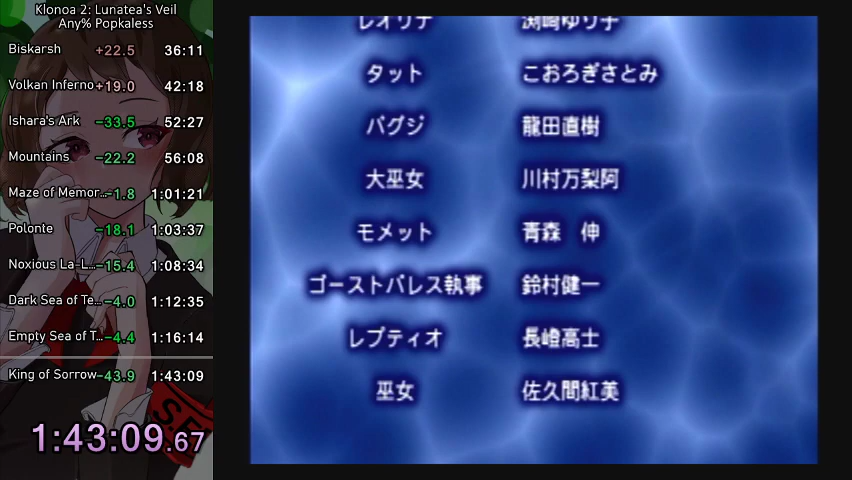 Klonoa 2: Lunatea's Veil
Any% Popkaless
Biskarsh +22.5 36:11
Volkan Inferno +19.0 42:18
Ishara's Ark -33.5 52:27
Mountains -22.2 56:08
Maze of Memor... -1.8 1:01:21
Polonte -18.1 1:03:37
Noxious La-L... -15.4 1:08:34
Dark Sea of Te... -4.0 1:12:35
Empty Sea of T... -4.4 1:16:14
King of Sorrow -43.9 1:43:09
1:43:09.67
レオリナ 渕崎ゆり子
タット こおろぎさとみ
バグジ 龍田直樹
大巫女 川村万梨阿
モメット 青森 伸
ゴーストパレス執事 鈴村健一
レプティオ 長嶝高士
巫女 佐久間紅美